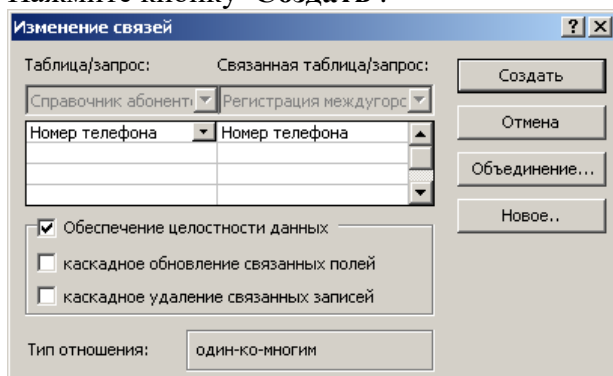 Нажмите кнопку "Создать".
Изменение связей
Таблица/запрос: Связанная таблица/запрос:
Создать
Справочник абоненто Регистрация междугорс
Номер телефона Номер телефона
Отмена
Объединение...
Новое..
Обеспечение целостности данных
каскадное обновление связанных полей
каскадное удаление связанных записей
Тип отношения: один-ко-многим